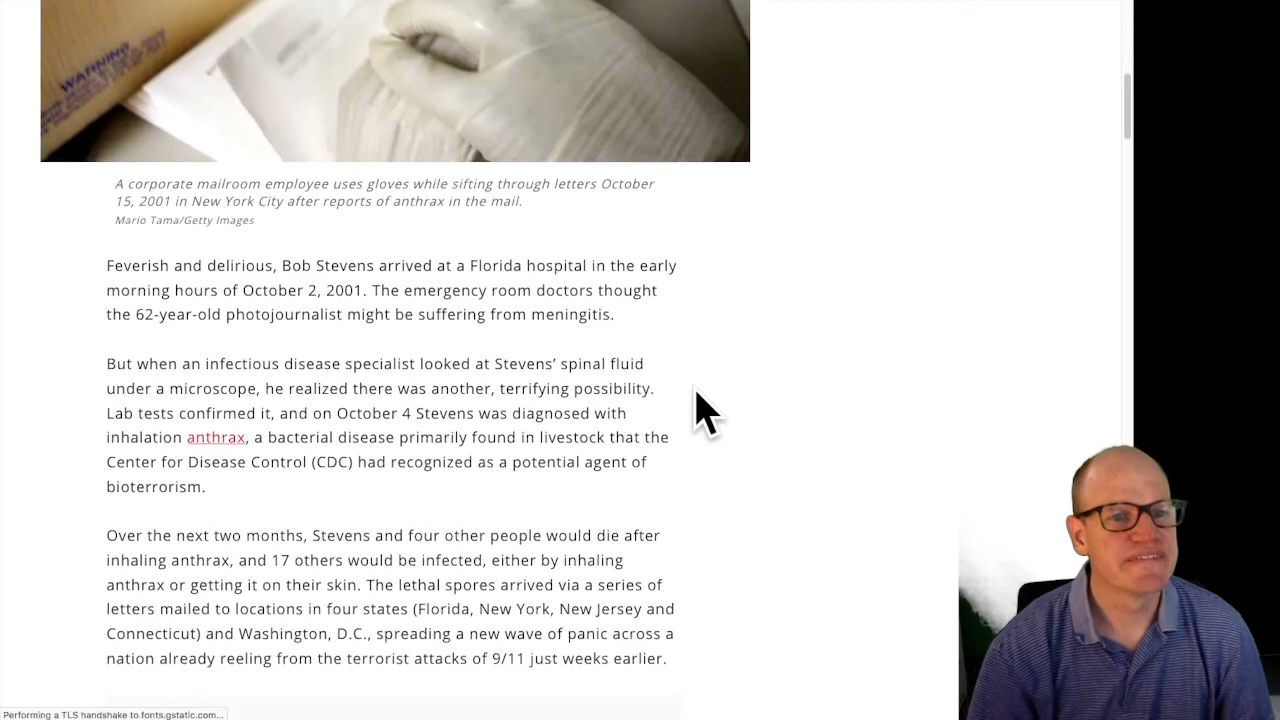 WARNING
A corporate mailroom employee uses gloves while sifting through letters October
15, 2001 in New York City after reports of anthrax in the mail.
Mario Tama/Getty Images
Feverish and delirious, Bob Stevens arrived at a Florida hospital in the early
morning hours of October 2, 2001. The emergency room doctors thought
the 62-year-old photojournalist might be suffering from meningitis.
But when an infectious disease specialist looked at Stevens’ spinal fluid
under a microscope, he realized there was another, terrifying possibility.
Lab tests confirmed it, and on October 4 Stevens was diagnosed with
inhalation anthrax, a bacterial disease primarily found in livestock that the
Center for Disease Control (CDC) had recognized as a potential agent of
bioterrorism.
Over the next two months, Stevens and four other people would die after
inhaling anthrax, and 17 others would be infected, either by inhaling
anthrax or getting it on their skin. The lethal spores arrived via a series of
letters mailed to locations in four states (Florida, New York, New Jersey and
Connecticut) and Washington, D.C., spreading a new wave of panic across a
nation already reeling from the terrorist attacks of 9/11 just weeks earlier.
Performing a TLS handshake to fonts.gstatic.com...